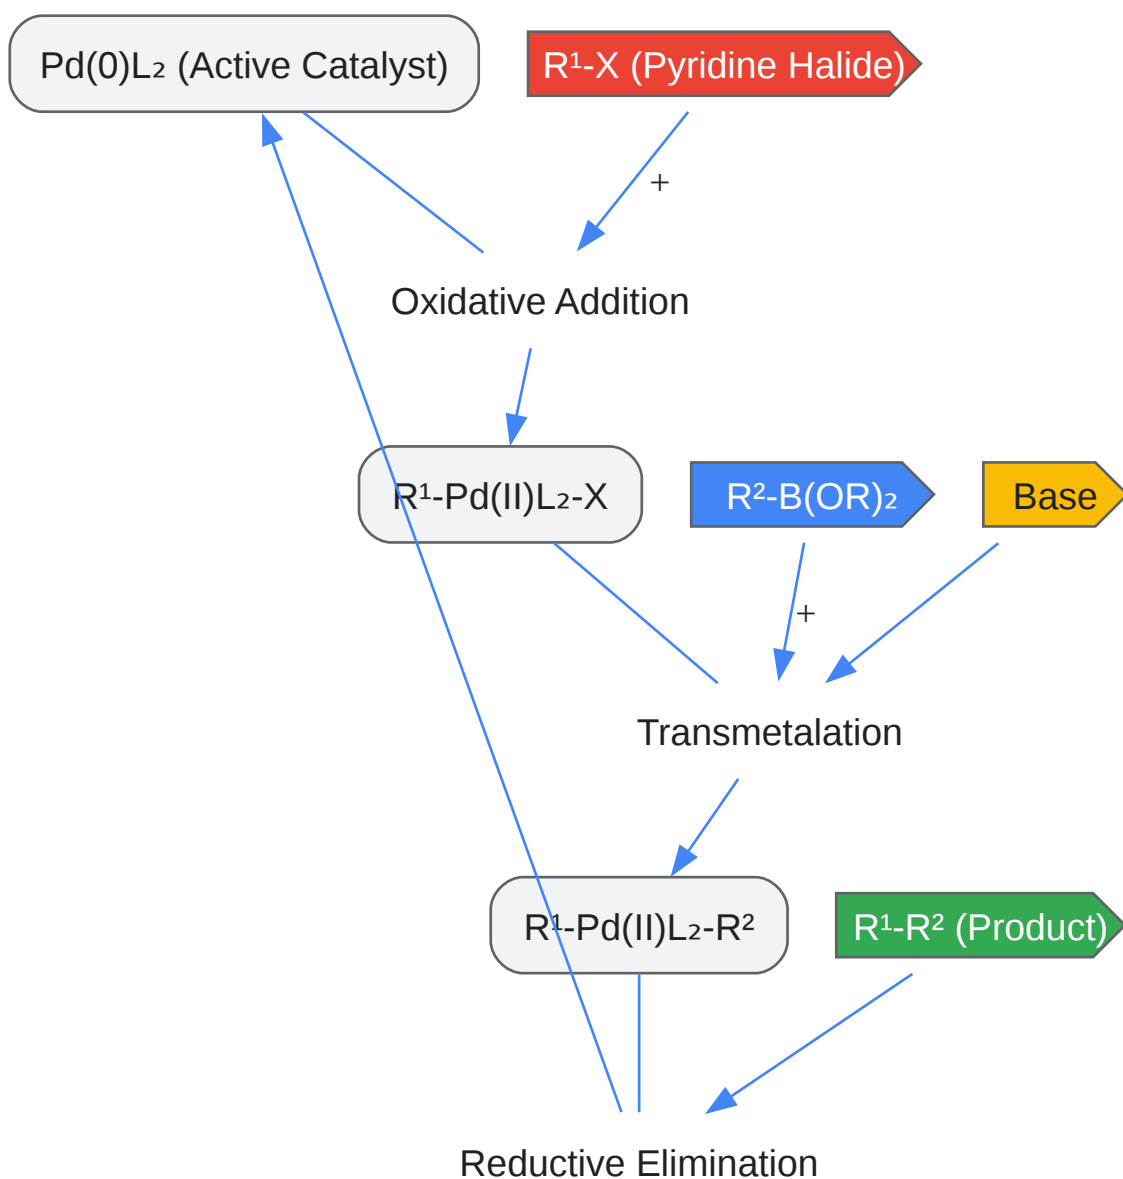 Pd(0)L₂ (Active Catalyst)
R¹-X (Pyridine Halide)
+
Oxidative Addition
R¹-Pd(II)L₂-X
R²-B(OR)₂
Base
+
Transmetalation
R¹-Pd(II)L₂-R²
R¹-R² (Product)
Reductive Elimination